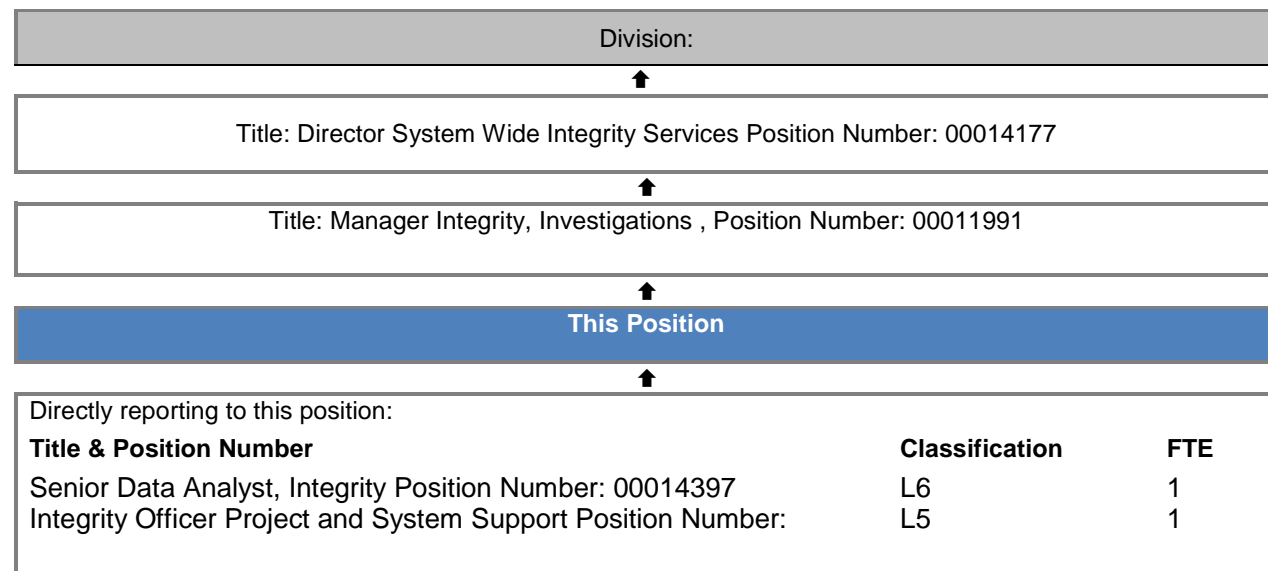 Division:
Title: Director System Wide Integrity Services Position Number: 00014177
Title: Manager Integrity, Investigations , Position Number: 00011991
This Position
Directly reporting to this position:
Title & Position Number Classification FTE
Senior Data Analyst, Integrity Position Number: 00014397 L6 1
Integrity Officer Project and System Support Position Number: L5 1